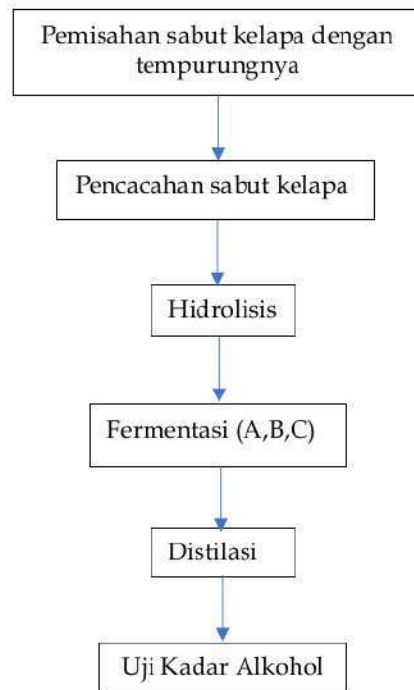 Pemisahan sabut kelapa dengan
tempurungnya
Pencacahan sabut kelapa
Hidrolisis
Fermentasi (A,B,C)
Distilasi
Uji Kadar Alkohol